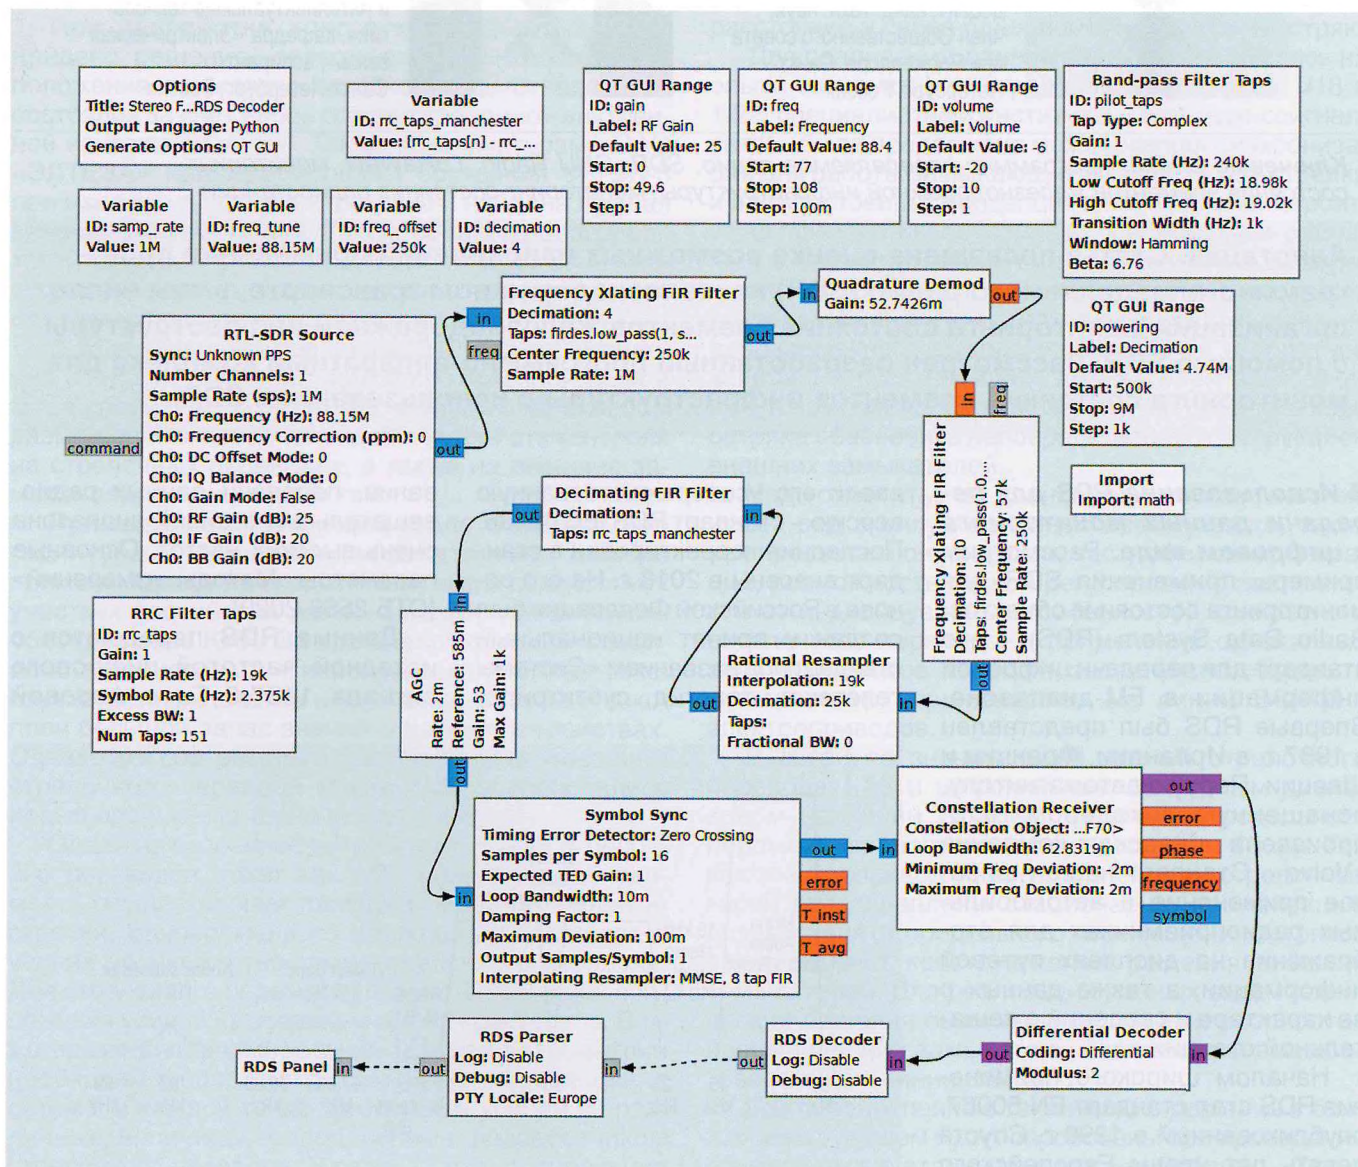 Options
Title: Stereo F...RDS Decoder
Output Language: Python
Generate Options: QT GUI
Variable
ID: rrc_taps_manchester
Value: [rrc_taps[n] - rrc_...
QT GUI Range
ID: gain
Label: RF Gain
Default Value: 25
Start: 0
Stop: 49.6
Step: 1
QT GUI Range
ID: freq
Label: Frequency
Default Value: 88.4
Start: 77
Stop: 108
Step: 100m
QT GUI Range
ID: volume
Label: Volume
Default Value: -6
Start: -20
Stop: 10
Step: 1
Band-pass Filter Taps
ID: pilot_taps
Tap Type: Complex
Gain: 1
Sample Rate (Hz): 240k
Low Cutoff Freq (Hz): 18.98k
High Cutoff Freq (Hz): 19.02k
Transition Width (Hz): 1k
Window: Hamming
Beta: 6.76
Variable
ID: samp_rate
Value: 1M
Variable
ID: freq_tune
Value: 88.15M
Variable
ID: freq_offset
Value: 250k
Variable
ID: decimation
Value: 4
Frequency Xlating FIR Filter
Decimation: 4
Taps: firdes.low_pass(1, s...
Center Frequency: 250k
Sample Rate: 1M
in
freq
out
Quadrature Demod
Gain: 52.7426m
in
out
QT GUI Range
ID: powering
Label: Decimation
Default Value: 4.74M
Start: 500k
Stop: 9M
Step: 1k
RTL-SDR Source
Sync: Unknown PPS
Number Channels: 1
Sample Rate (sps): 1M
Ch0: Frequency (Hz): 88.15M
Ch0: Frequency Correction (ppm): 0
Ch0: DC Offset Mode: 0
Ch0: IQ Balance Mode: 0
Ch0: Gain Mode: False
Ch0: RF Gain (dB): 25
Ch0: IF Gain (dB): 20
Ch0: BB Gain (dB): 20
command
out
in
freq
Frequency Xlating FIR Filter
Decimation: 10
Taps: firdes.low_pass(1.0...
Center Frequency: 57k
Sample Rate: 250k
out
Import
Import: math
Decimating FIR Filter
Decimation: 1
Taps: rrc_taps_manchester
out
in
RRC Filter Taps
ID: rrc_taps
Gain: 1
Sample Rate (Hz): 19k
Symbol Rate (Hz): 2.375k
Excess BW: 1
Num Taps: 151
in
AGC
Rate: 2m
Reference: 585m
Gain: 53
Max Gain: 1k
out
Rational Resampler
Interpolation: 19k
Decimation: 25k
Taps:
Fractional BW: 0
out
in
Symbol Sync
Timing Error Detector: Zero Crossing
Samples per Symbol: 16
Expected TED Gain: 1
Loop Bandwidth: 10m
Damping Factor: 1
Maximum Deviation: 100m
Output Samples/Symbol: 1
Interpolating Resampler: MMSE, 8 tap FIR
in
out
error
T_inst
T_avg
Constellation Receiver
Constellation Object: ...F70>
Loop Bandwidth: 62.8319m
Minimum Freq Deviation: -2m
Maximum Freq Deviation: 2m
in
out
error
phase
frequency
symbol
RDS Panel
in
RDS Parser
Log: Disable
Debug: Disable
PTY Locale: Europe
out
in
RDS Decoder
Log: Disable
Debug: Disable
out
in
Differential Decoder
Coding: Differential
Modulus: 2
out
in